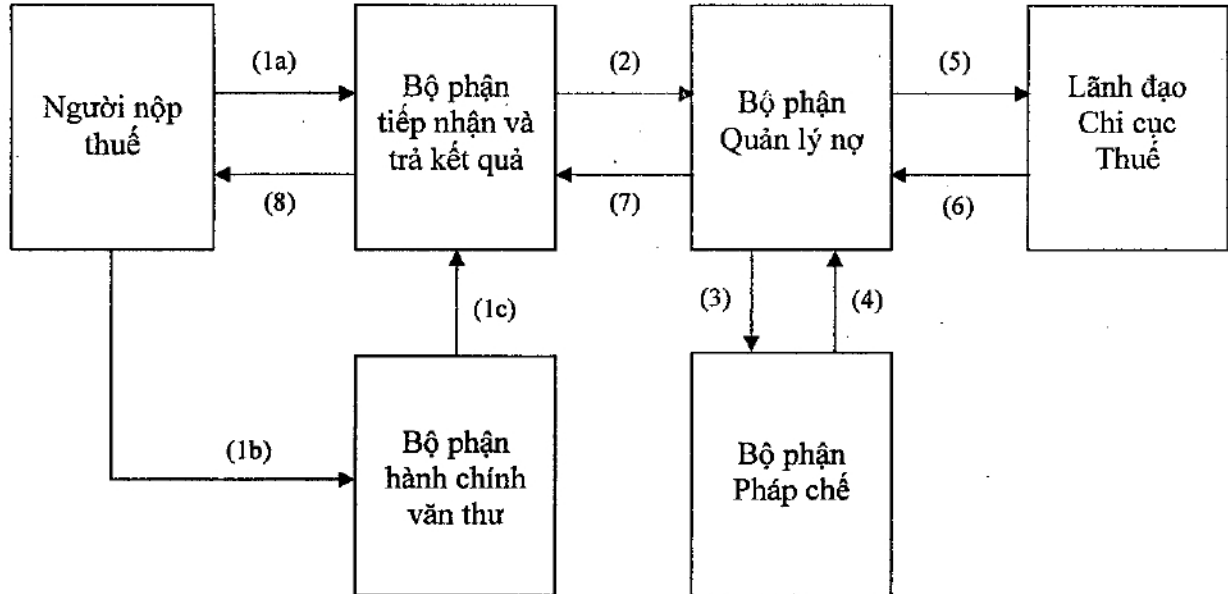 Người nộp
thuế
(1a)
(8)
Bộ phận
tiếp nhận và
trả kết quả
(2)
(7)
Bộ phận
Quản lý nợ
(5)
(6)
Lãnh đạo
Chi cục
Thuế
(1c)
(3)
(4)
(1b)
Bộ phận
hành chính
văn thư
Bộ phận
Pháp chế